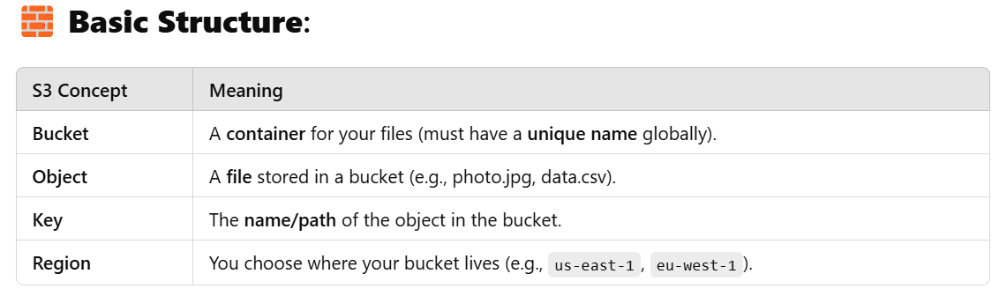 Basic Structure:
S3 Concept Meaning
Bucket A container for your files (must have a unique name globally).
Object A file stored in a bucket (e.g., photo.jpg, data.csv).
Key The name/path of the object in the bucket.
Region You choose where your bucket lives (e.g., us-east-1, eu-west-1).